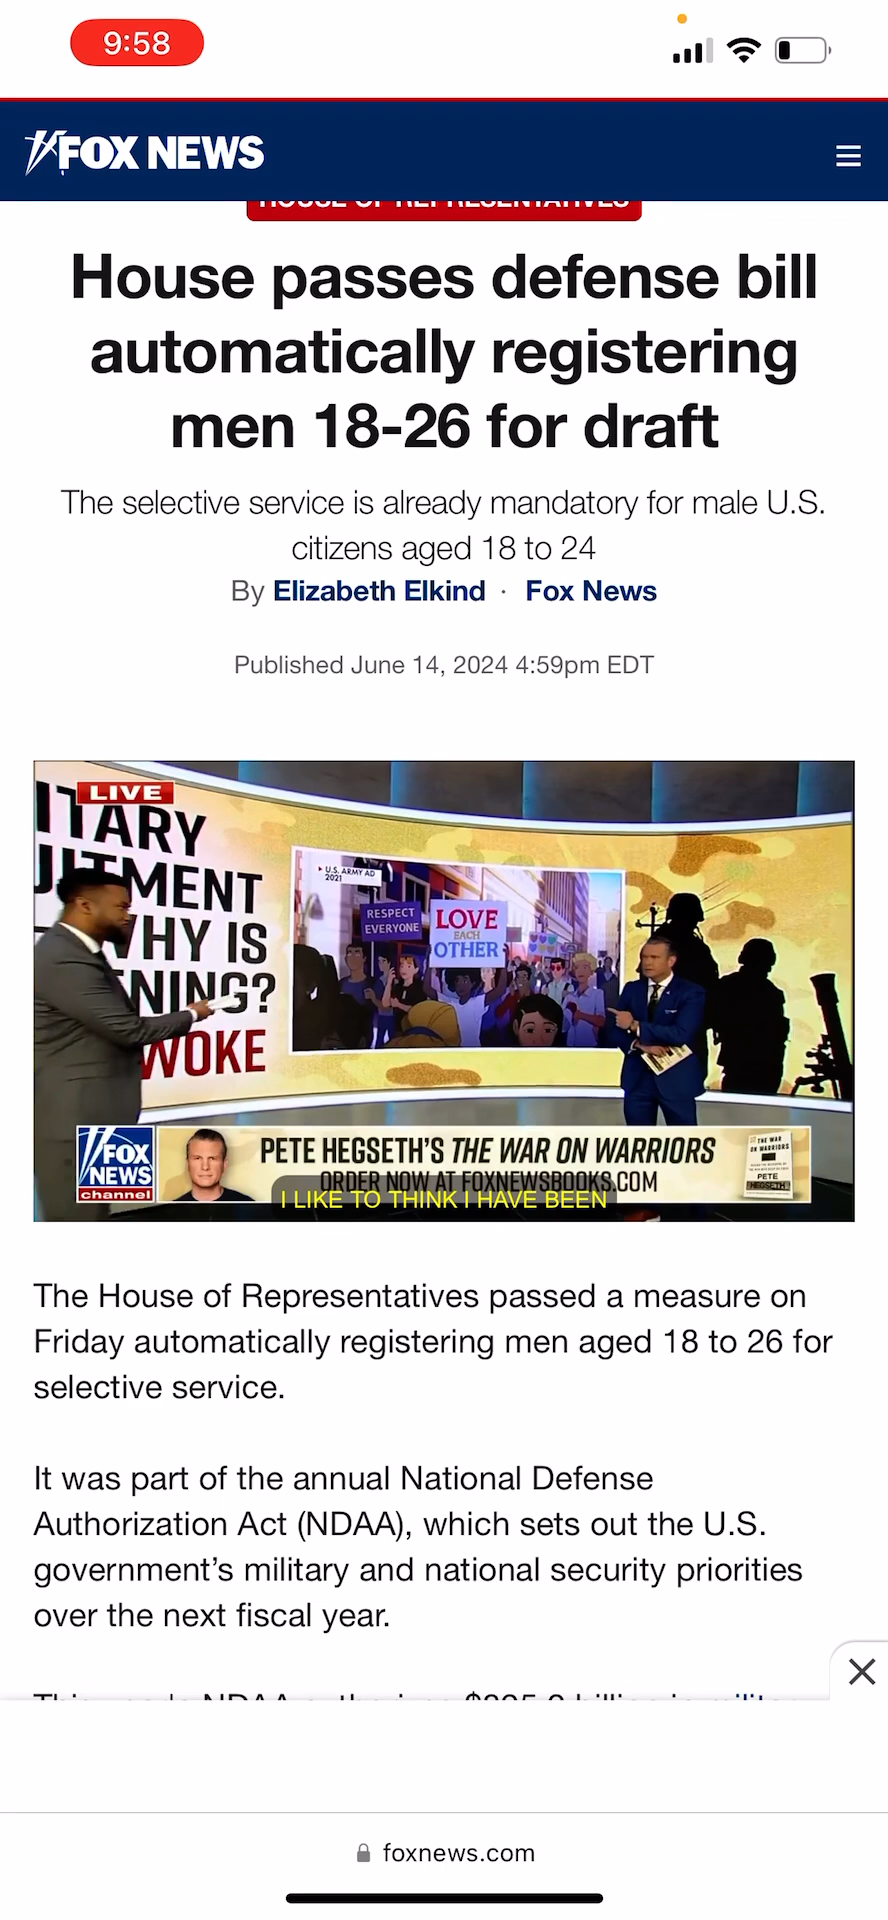 9:58
FOX NEWS
HOUSE OF REPRESENTATIVES
House passes defense bill
automatically registering
men 18-26 for draft
The selective service is already mandatory for male U.S.
citizens aged 18 to 24
By Elizabeth Elkind · Fox News
Published June 14, 2024 4:59pm EDT
LIVE
ITARY
MENT
HY IS
NING?
WOKE
U.S. ARMY AD
2021
RESPECT
EVERYONE
LOVE
EACH
OTHER
FOX
NEWS
channel
PETE HEGSETH'S THE WAR ON WARRIORS
ORDER NOW AT FOXNEWSBOOKS.COM
THE WAR
ON WARRIORS
PETE
HEGSETH
I LIKE TO THINK I HAVE BEEN
The House of Representatives passed a measure on
Friday automatically registering men aged 18 to 26 for
selective service.
It was part of the annual National Defense
Authorization Act (NDAA), which sets out the U.S.
government's military and national security priorities
over the next fiscal year.
foxnews.com